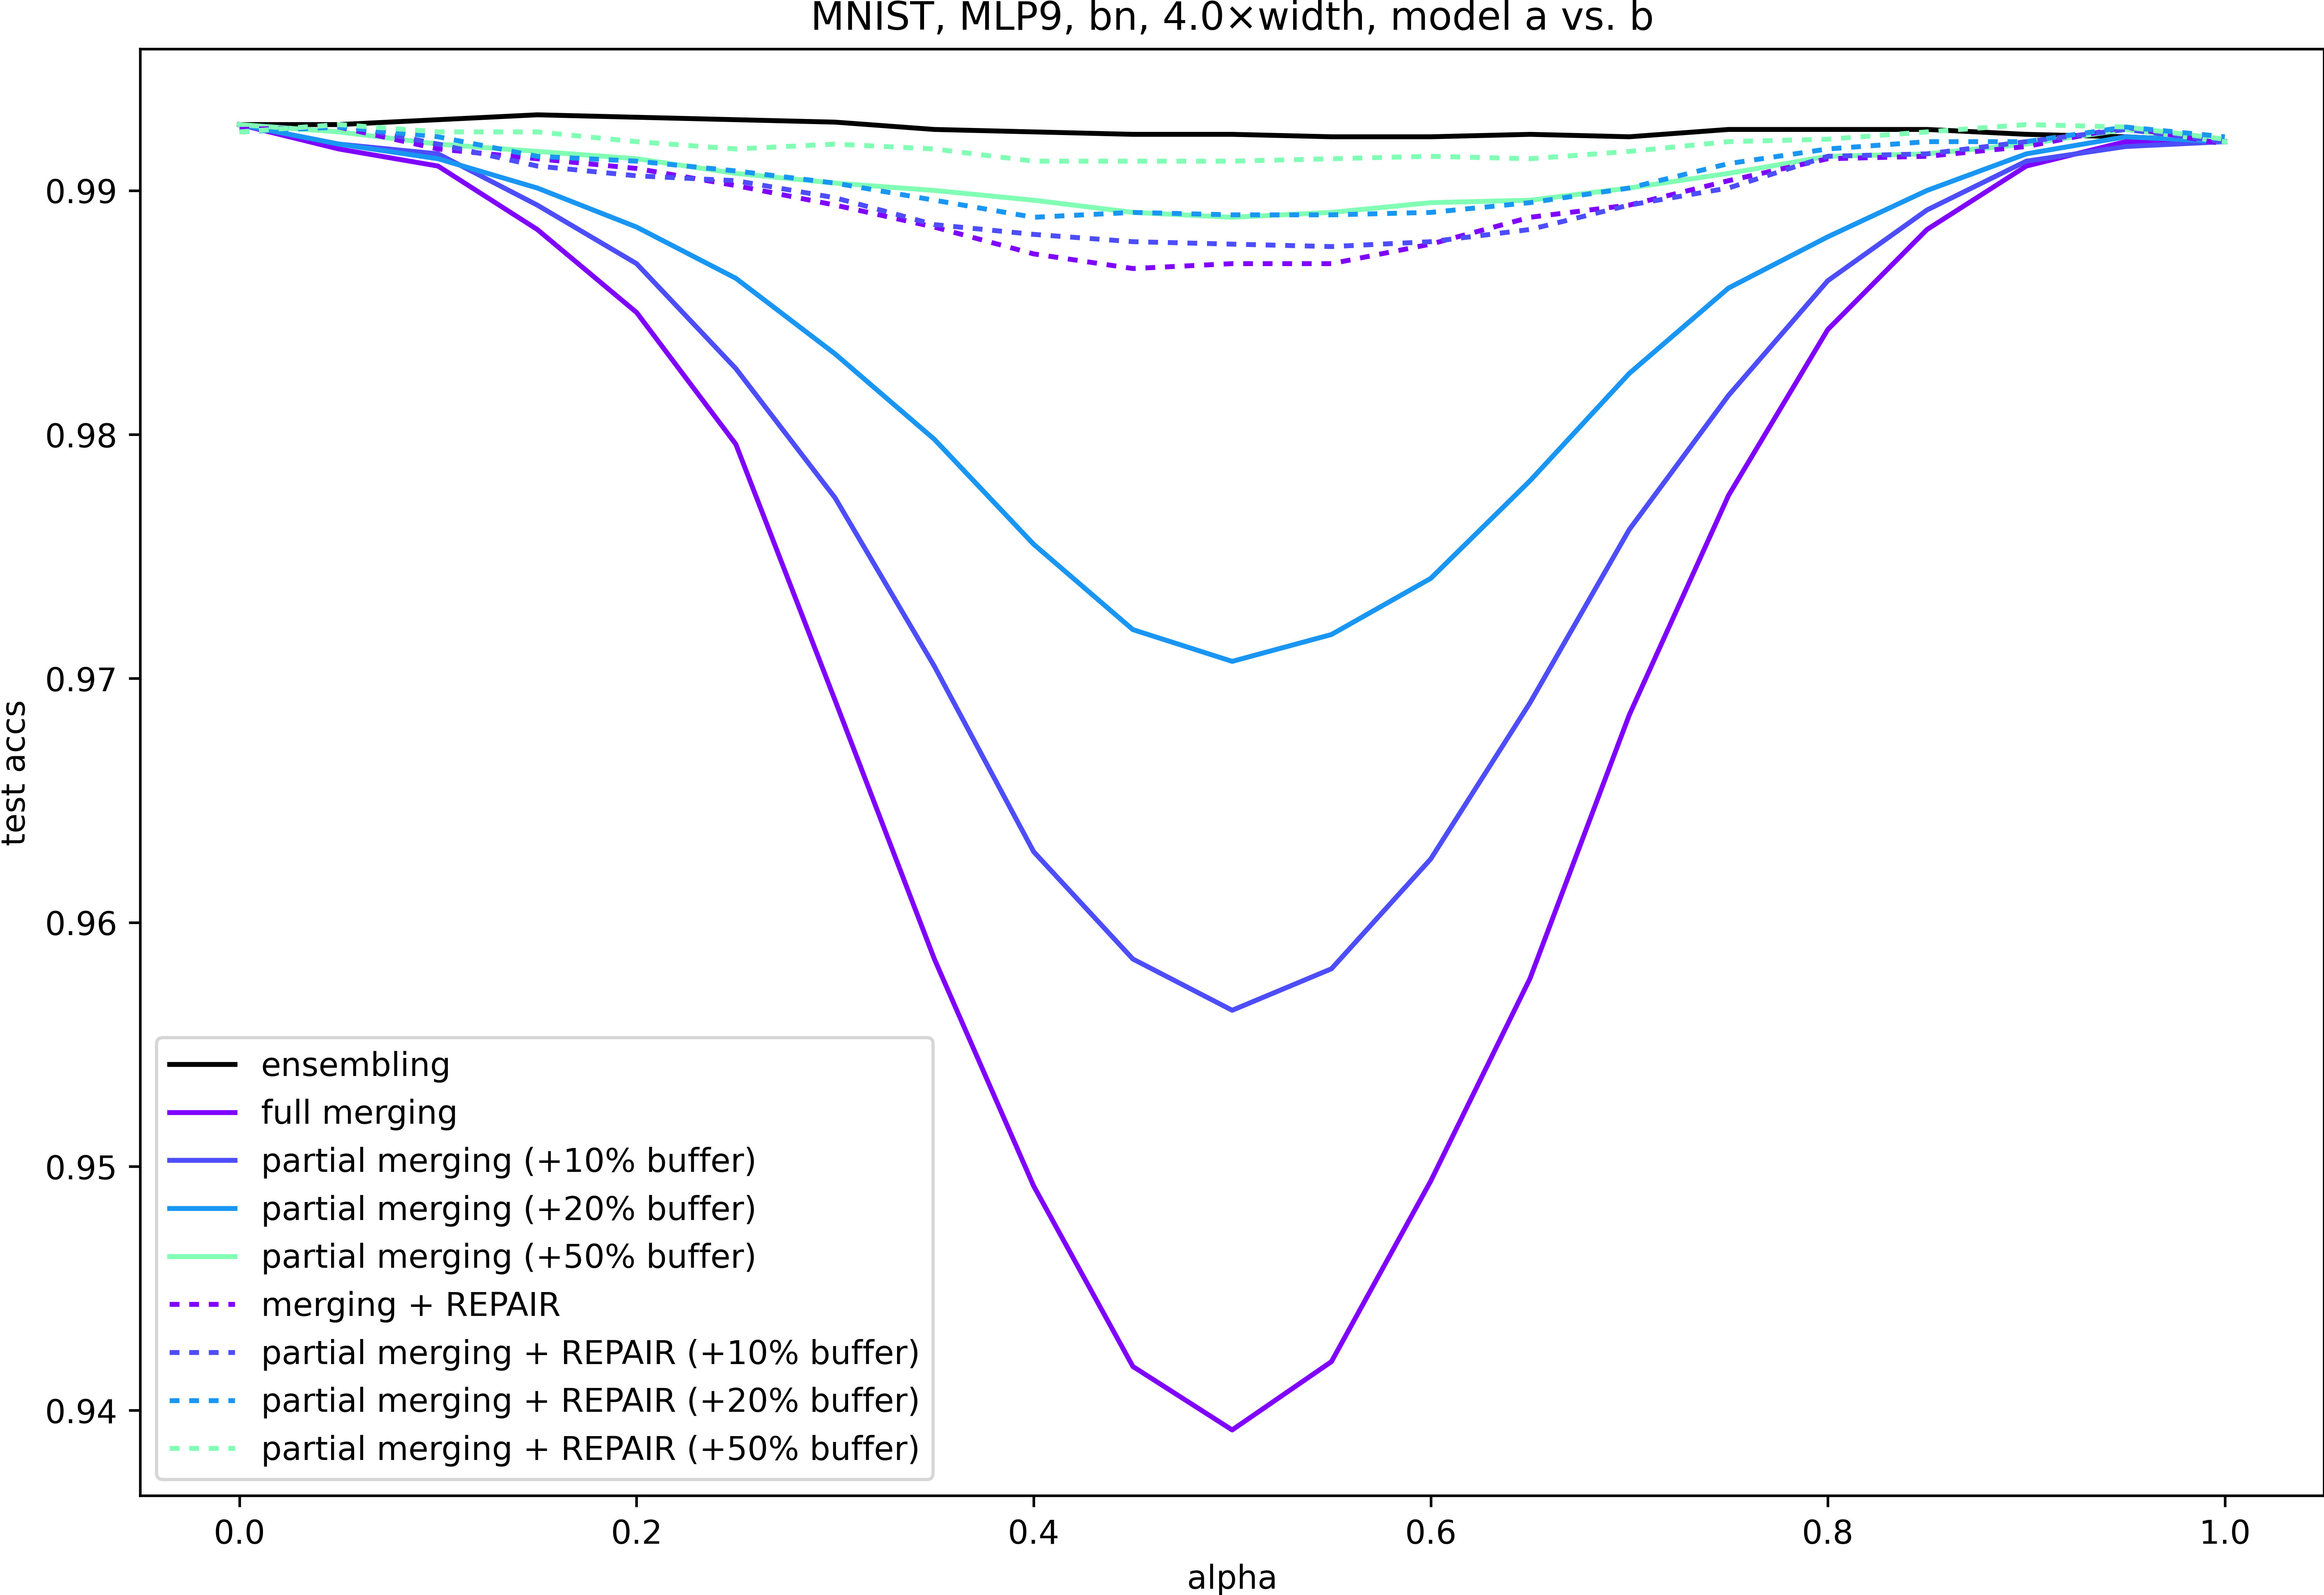 MNIST, MLP9, bn, 4.0×width, model a vs. b
0.99
0.98
0.97
0.96
0.95
0.94
test accs
ensembling
full merging
partial merging (+10% buffer)
partial merging (+20% buffer)
partial merging (+50% buffer)
merging + REPAIR
partial merging + REPAIR (+10% buffer)
partial merging + REPAIR (+20% buffer)
partial merging + REPAIR (+50% buffer)
0.0 0.2 0.4 0.6 0.8 1.0
alpha